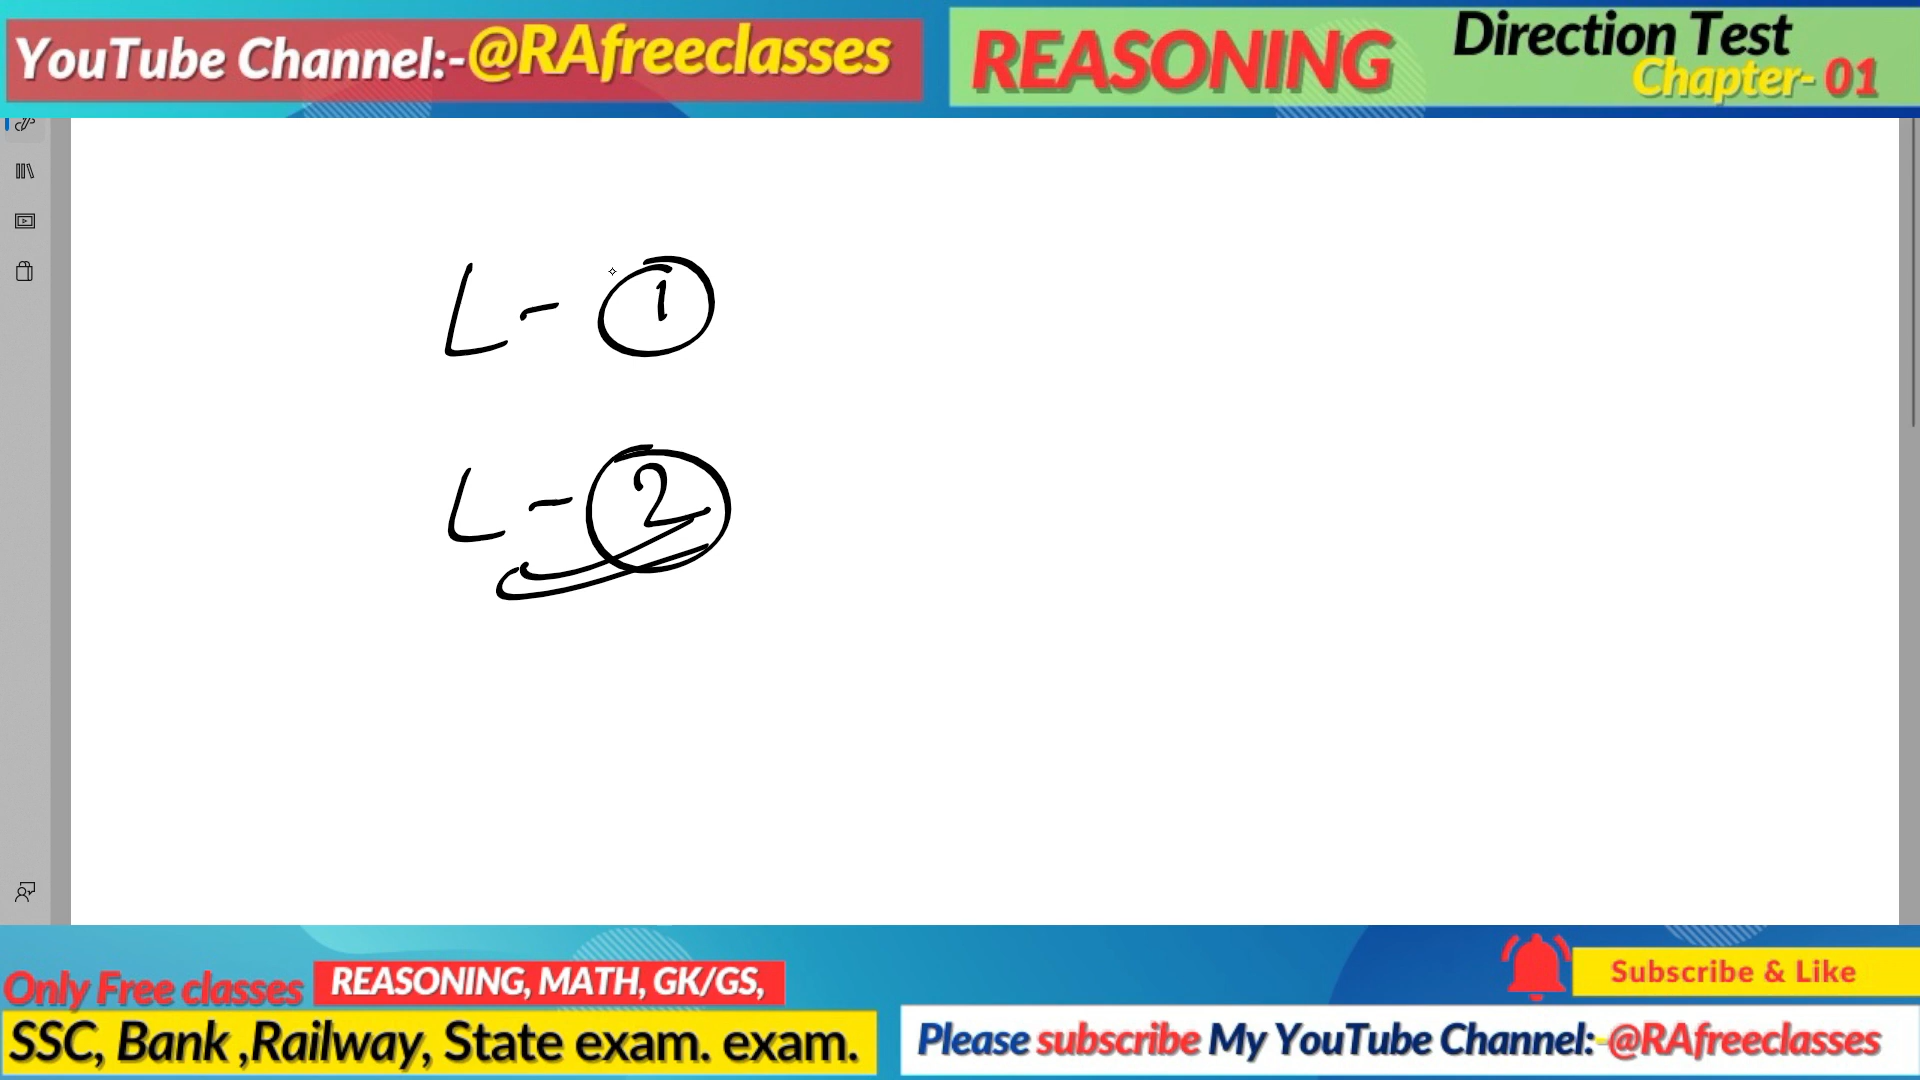 YouTube Channel:-@RAfreeclasses
REASONING
Direction Test
Chapter- 01
L - 1
L - 2
Only Free classes
REASONING, MATH, GK/GS,
SSC, Bank ,Railway, State exam. exam.
Subscribe & Like
Please subscribe My YouTube Channel:-@RAfreeclasses